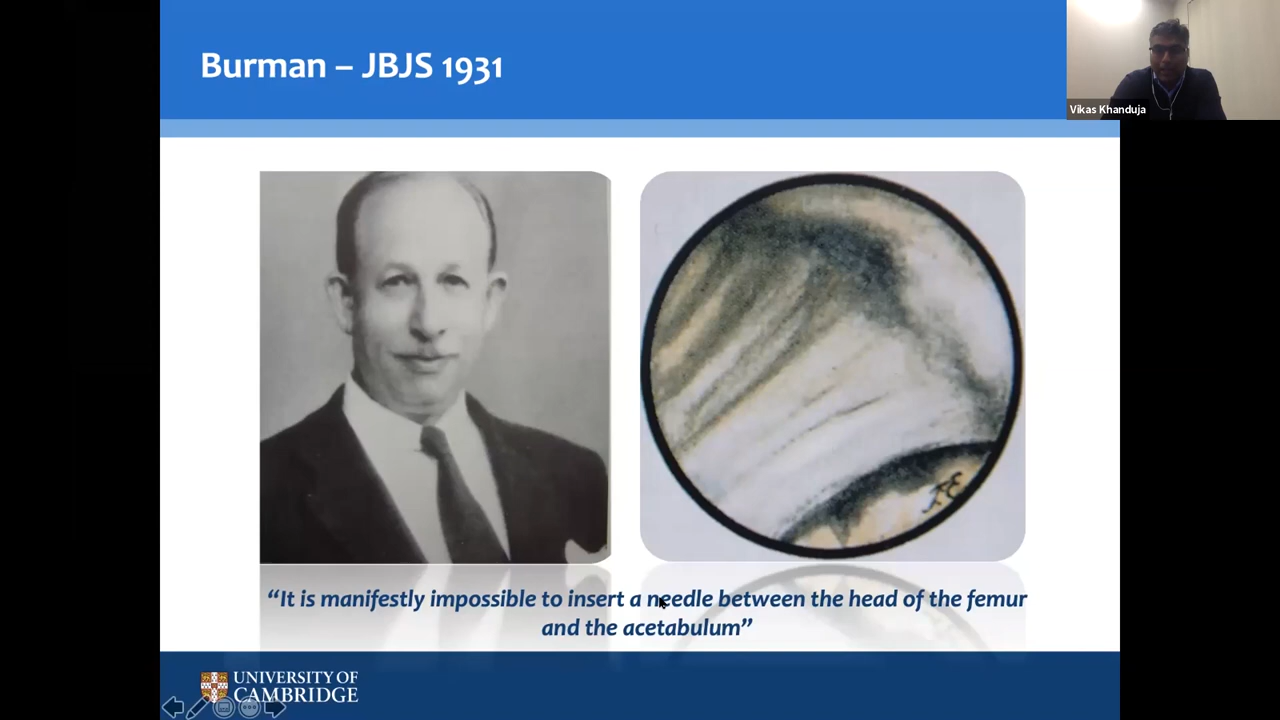 Burman – JBJS 1931
Vikas Khanduja
“It is manifestly impossible to insert a needle between the head of the femur
and the acetabulum”
UNIVERSITY OF
CAMBRIDGE